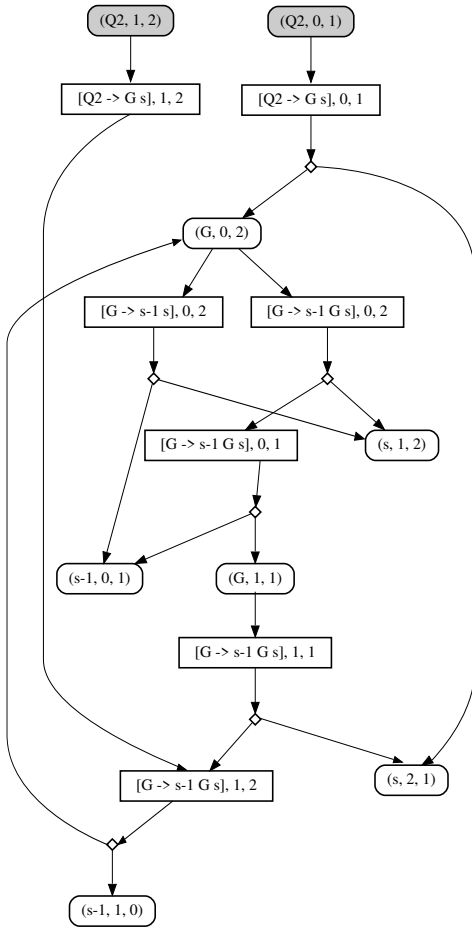 (Q2, 1, 2)
(Q2, 0, 1)
[Q2 -> G s], 1, 2
[Q2 -> G s], 0, 1
(G, 0, 2)
[G -> s-1 s], 0, 2
[G -> s-1 G s], 0, 2
[G -> s-1 G s], 0, 1
(s, 1, 2)
(s-1, 0, 1)
(G, 1, 1)
[G -> s-1 G s], 1, 1
[G -> s-1 G s], 1, 2
(s, 2, 1)
(s-1, 1, 0)